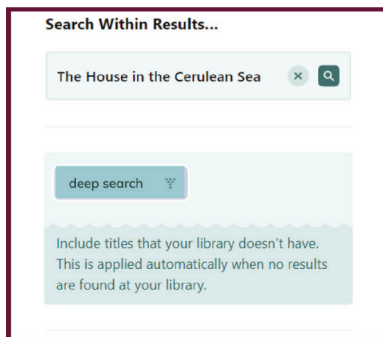 Search Within Results...
The House in the Cerulean Sea
deep search
Include titles that your library doesn't have.
This is applied automatically when no results
are found at your library.